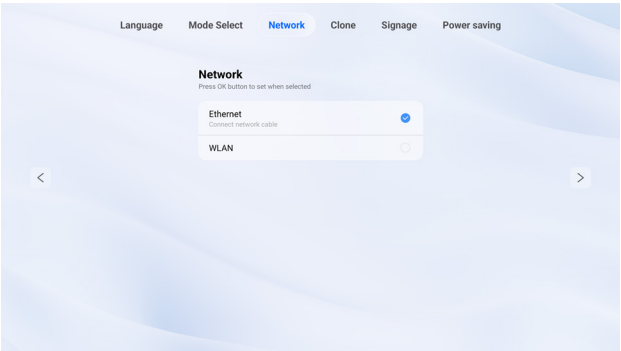 Language Mode Select Network Clone Signage Power saving
Network
Press OK button to set when selected
Ethernet
Connect network cable
WLAN